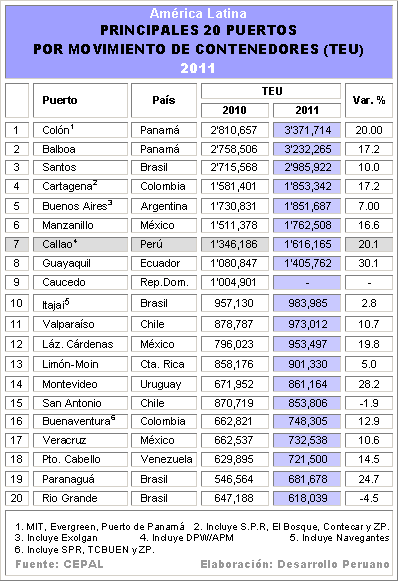 América Latina
PRINCIPALES 20 PUERTOS
POR MOVIMIENTO DE CONTENEDORES (TEU)
2011
Puerto País TEU Var. %
2010 2011
1 Colón¹ Panamá 2'810,657 3'371,714 20.00
2 Balboa Panamá 2'758,506 3'232,265 17.2
3 Santos Brasil 2'715,568 2'985,922 10.0
4 Cartagena² Colombia 1'581,401 1'853,342 17.2
5 Buenos Aires³ Argentina 1'730,831 1'851,687 7.00
6 Manzanillo México 1'511,378 1'762,508 16.6
7 Callao⁴ Perú 1'346,186 1'616,165 20.1
8 Guayaquil Ecuador 1'080,847 1'405,762 30.1
9 Caucedo Rep.Dom. 1'004,901 - -
10 Itajai⁵ Brasil 957,130 983,985 2.8
11 Valparaíso Chile 878,787 973,012 10.7
12 Láz. Cárdenas México 796,023 953,497 19.8
13 Limón-Moin Cta. Rica 858,176 901,330 5.0
14 Montevideo Uruguay 671,952 861,164 28.2
15 San Antonio Chile 870,719 853,806 -1.9
16 Buenaventura⁶ Colombia 662,821 748,305 12.9
17 Veracruz México 662,537 732,538 10.6
18 Pto. Cabello Venezuela 629,895 721,500 14.5
19 Paranaguá Brasil 546,564 681,678 24.7
20 Rio Grande Brasil 647,188 618,039 -4.5
1. MIT, Evergreen, Puerto de Panamá 2. Incluye S.P.R, El Bosque, Contecar y ZP.
3. Incluye Exolgan 4. Incluye DPW/APM 5. Incluye Navegantes
6. Incluye SPR, TCBUEN y ZP.
Fuente: CEPAL Elaboración: Desarrollo Peruano